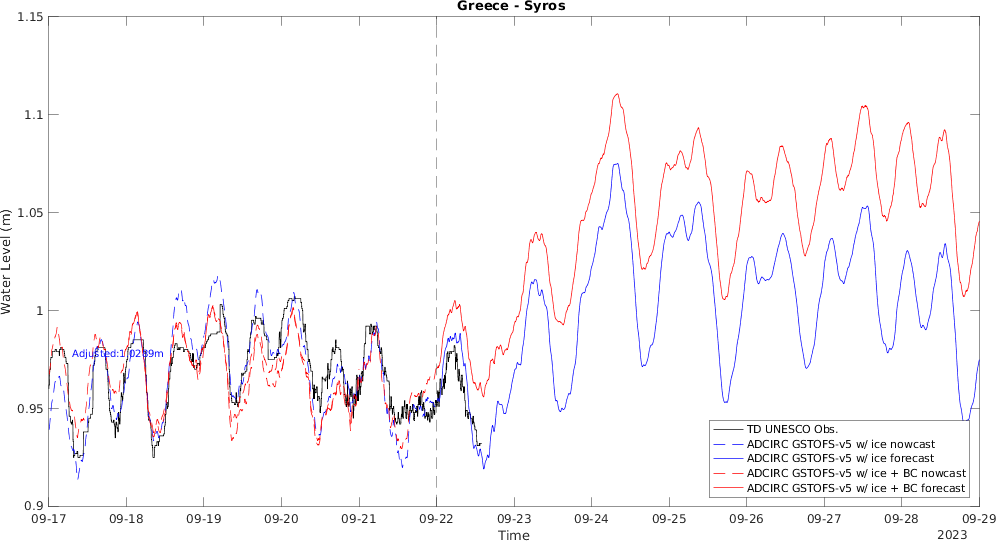 Greece - Syros
1.15
1.1
1.05
1
0.95
0.9
Water Level (m)
Adjusted:1.0289m
TD UNESCO Obs.
ADCIRC GSTOFS-v5 w/ ice nowcast
ADCIRC GSTOFS-v5 w/ ice forecast
ADCIRC GSTOFS-v5 w/ ice + BC nowcast
ADCIRC GSTOFS-v5 w/ ice + BC forecast
09-17 09-18 09-19 09-20 09-21 09-22 09-23 09-24 09-25 09-26 09-27 09-28 09-29
Time
2023